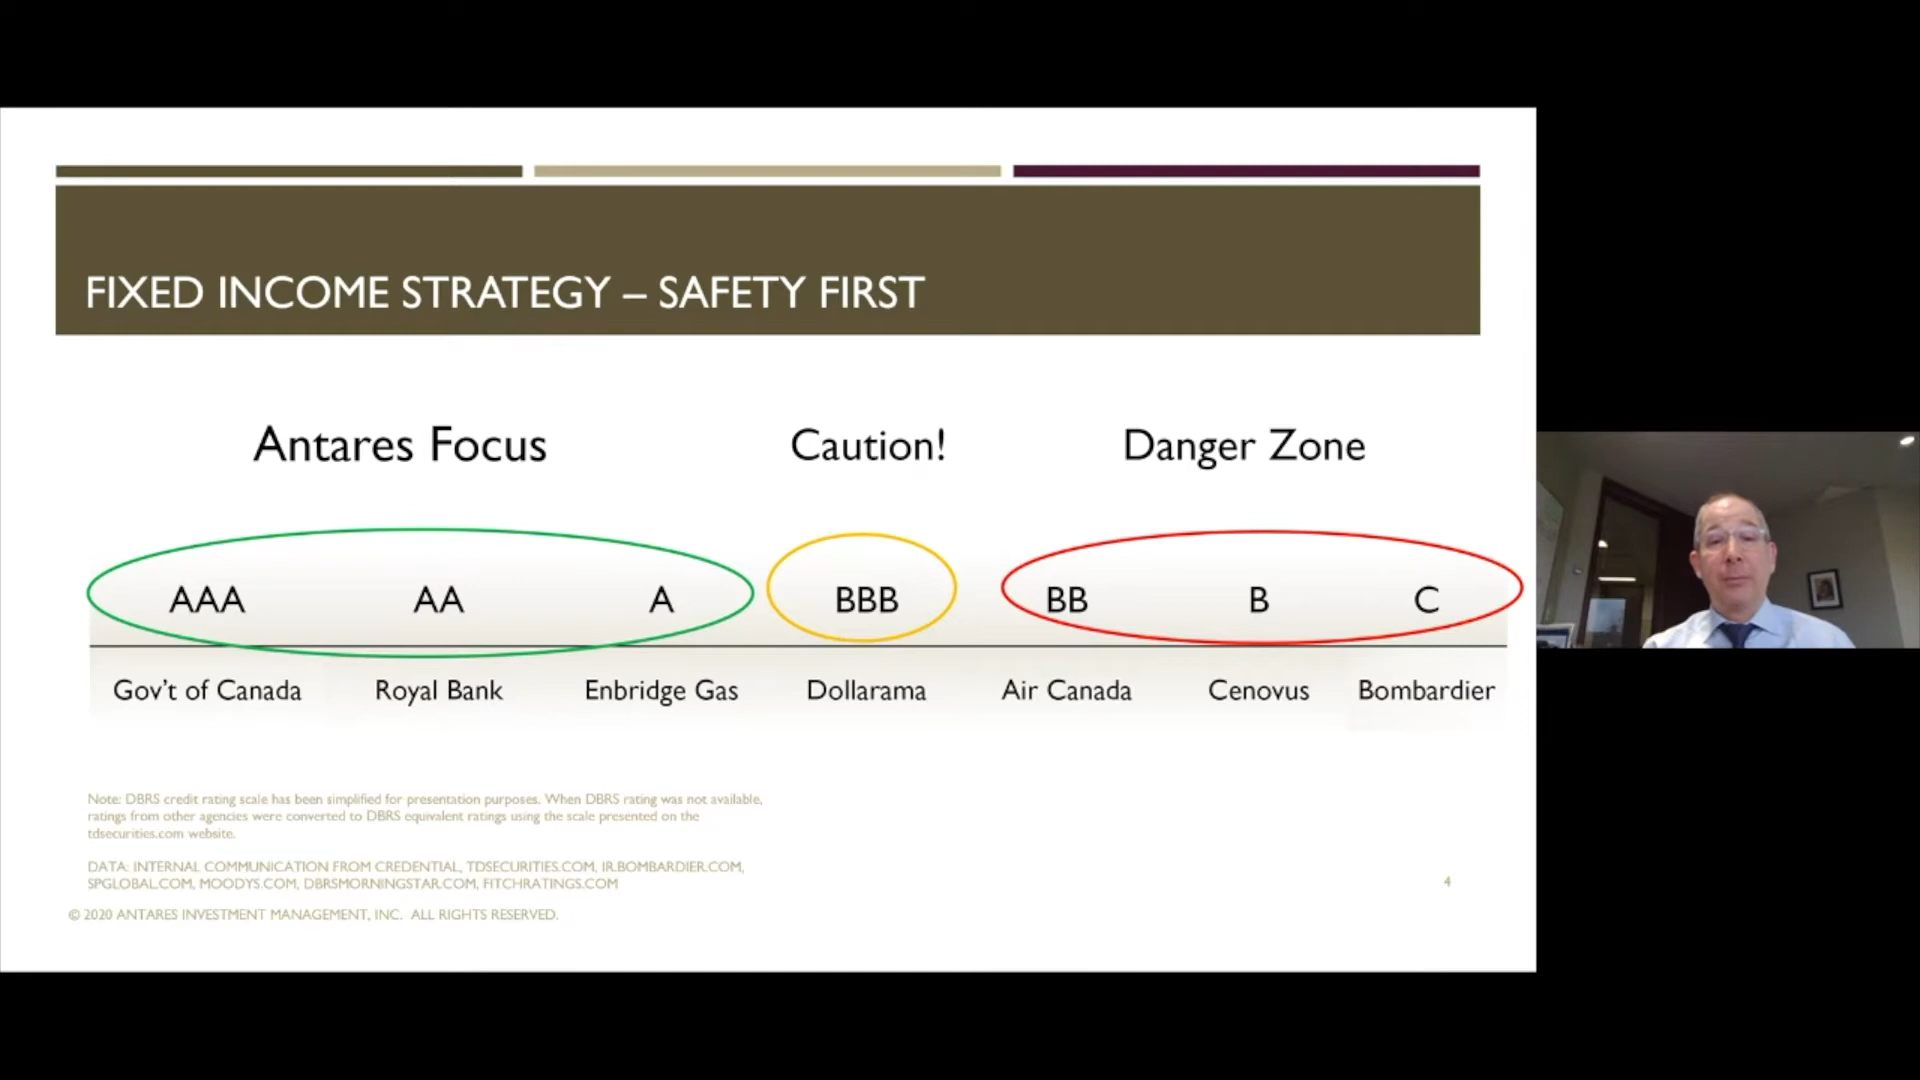 FIXED INCOME STRATEGY – SAFETY FIRST
Antares Focus Caution! Danger Zone
AAA AA A BBB BB B C
Gov't of Canada Royal Bank Enbridge Gas Dollarama Air Canada Cenovus Bombardier
Note: DBRS credit rating scale has been simplified for presentation purposes. When DBRS rating was not available,
ratings from other agencies were converted to DBRS equivalent ratings using the scale presented on the
tdsecurities.com website.
DATA: INTERNAL COMMUNICATION FROM CREDENTIAL, TDSECURITIES.COM, IR.BOMBARDIER.COM,
SPGLOBAL.COM, MOODYS.COM, DBRSMORNINGSTAR.COM, FITCHRATINGS.COM
4
© 2020 ANTARES INVESTMENT MANAGEMENT, INC. ALL RIGHTS RESERVED.